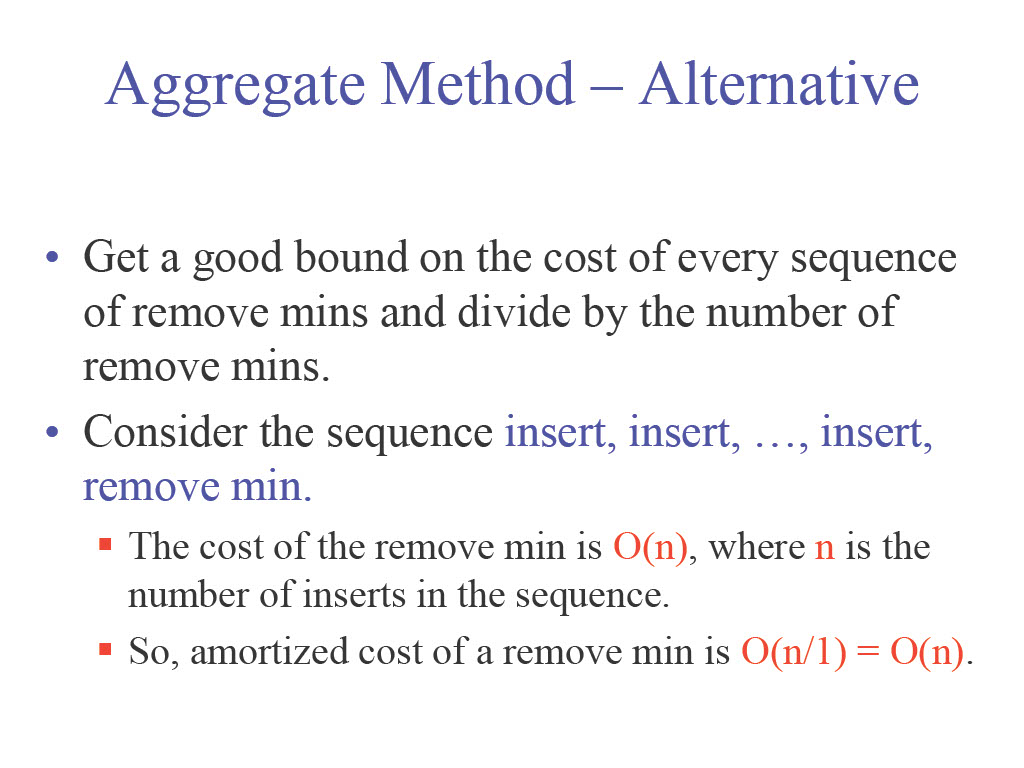 Aggregate Method – Alternative
• Get a good bound on the cost of every sequence
of remove mins and divide by the number of
remove mins.
• Consider the sequence insert, insert, …, insert,
remove min.
▪ The cost of the remove min is O(n), where n is the
number of inserts in the sequence.
▪ So, amortized cost of a remove min is O(n/1) = O(n).